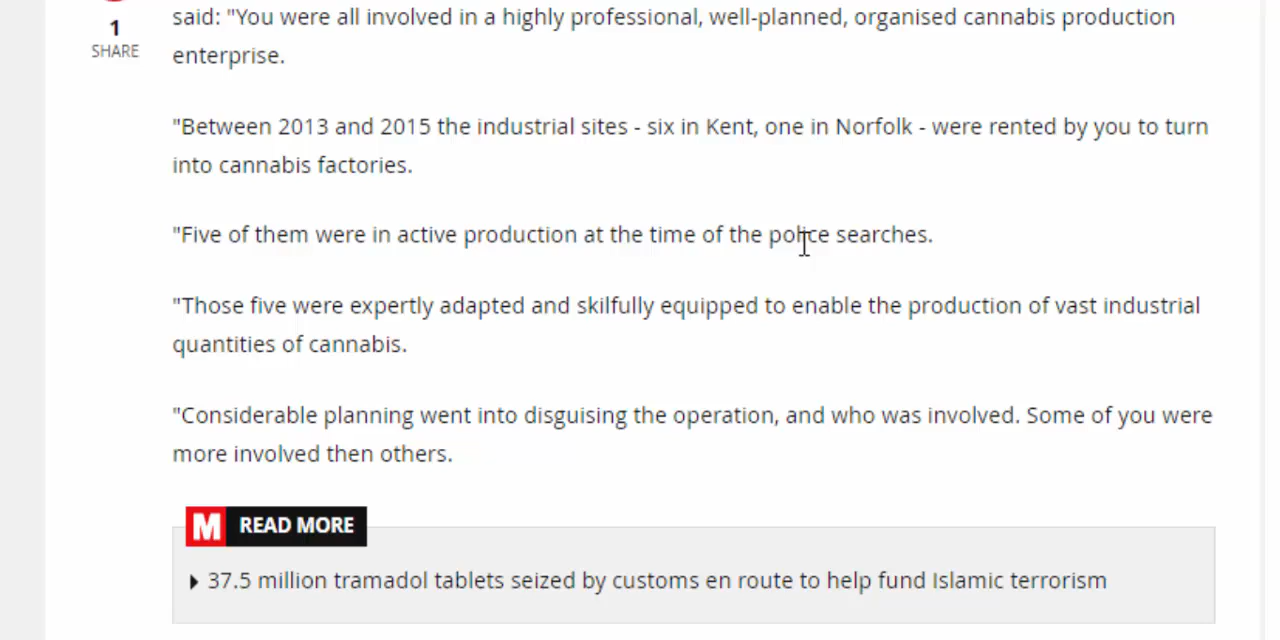 said: "You were all involved in a highly professional, well-planned, organised cannabis production
enterprise.
1
SHARE
"Between 2013 and 2015 the industrial sites - six in Kent, one in Norfolk - were rented by you to turn
into cannabis factories.
"Five of them were in active production at the time of the police searches.
"Those five were expertly adapted and skilfully equipped to enable the production of vast industrial
quantities of cannabis.
"Considerable planning went into disguising the operation, and who was involved. Some of you were
more involved then others.
M READ MORE
37.5 million tramadol tablets seized by customs en route to help fund Islamic terrorism